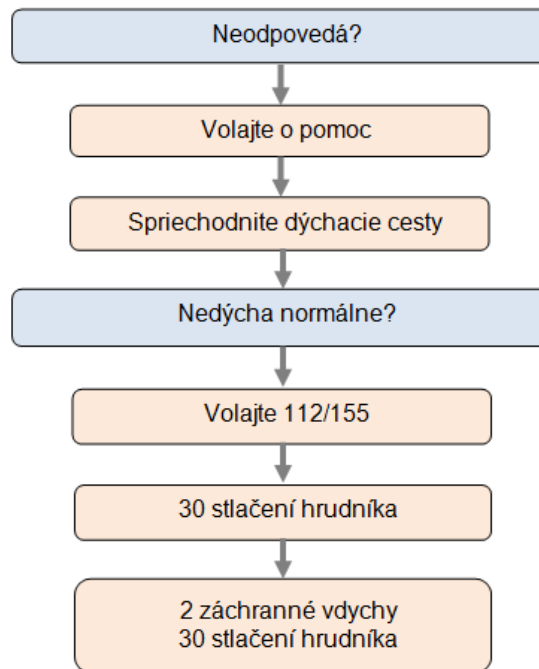 Neodpovedá?
Volajte o pomoc
Spriechodnite dýchacie cesty
Nedýcha normálne?
Volajte 112/155
30 stlačení hrudníka
2 záchranné vdychy
30 stlačení hrudníka